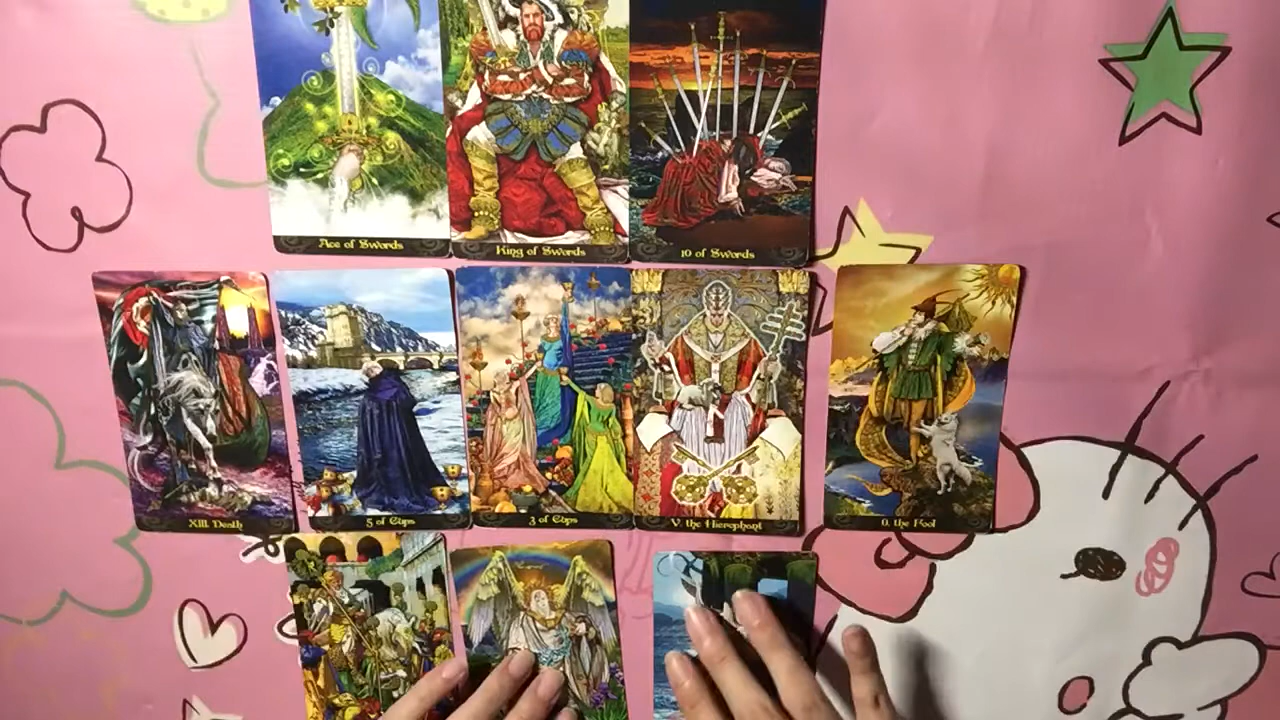 Ace of Swords
King of Swords
10 of Swords
XIII. Death
5 of Cups
3 of Cups
V. the Hierophant
0. the Fool